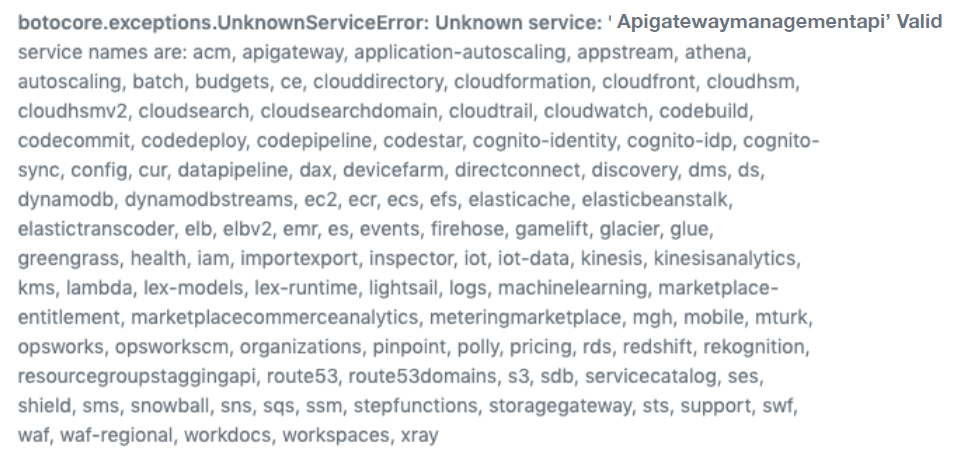 botocore.exceptions.UnknownServiceError: Unknown service: ' Apigatewaymanagementapi’ Valid
service names are: acm, apigateway, application-autoscaling, appstream, athena,
autoscaling, batch, budgets, ce, clouddirectory, cloudformation, cloudfront, cloudhsm,
cloudhsmv2, cloudsearch, cloudsearchdomain, cloudtrail, cloudwatch, codebuild,
codecommit, codedeploy, codepipeline, codestar, cognito-identity, cognito-idp, cognito-
sync, config, cur, datapipeline, dax, devicefarm, directconnect, discovery, dms, ds,
dynamodb, dynamodbstreams, ec2, ecr, ecs, efs, elasticache, elasticbeanstalk,
elastictranscoder, elb, elbv2, emr, es, events, firehose, gamelift, glacier, glue,
greengrass, health, iam, importexport, inspector, iot, iot-data, kinesis, kinesisanalytics,
kms, lambda, lex-models, lex-runtime, lightsail, logs, machinelearning, marketplace-
entitlement, marketplacecommerceanalytics, meteringmarketplace, mgh, mobile, mturk,
opsworks, opsworkscm, organizations, pinpoint, polly, pricing, rds, redshift, rekognition,
resourcegroupstaggingapi, route53, route53domains, s3, sdb, servicecatalog, ses,
shield, sms, snowball, sns, sqs, ssm, stepfunctions, storagegateway, sts, support, swf,
waf, waf-regional, workdocs, workspaces, xray